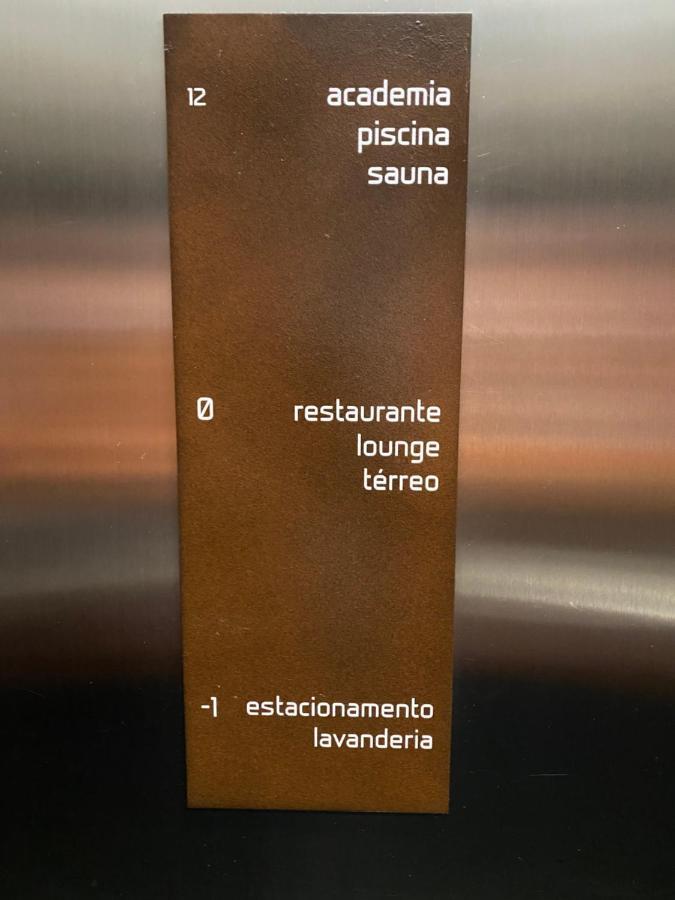 12 academia
piscina
sauna
0 restaurante
lounge
térreo
-1 estacionamento
lavanderia